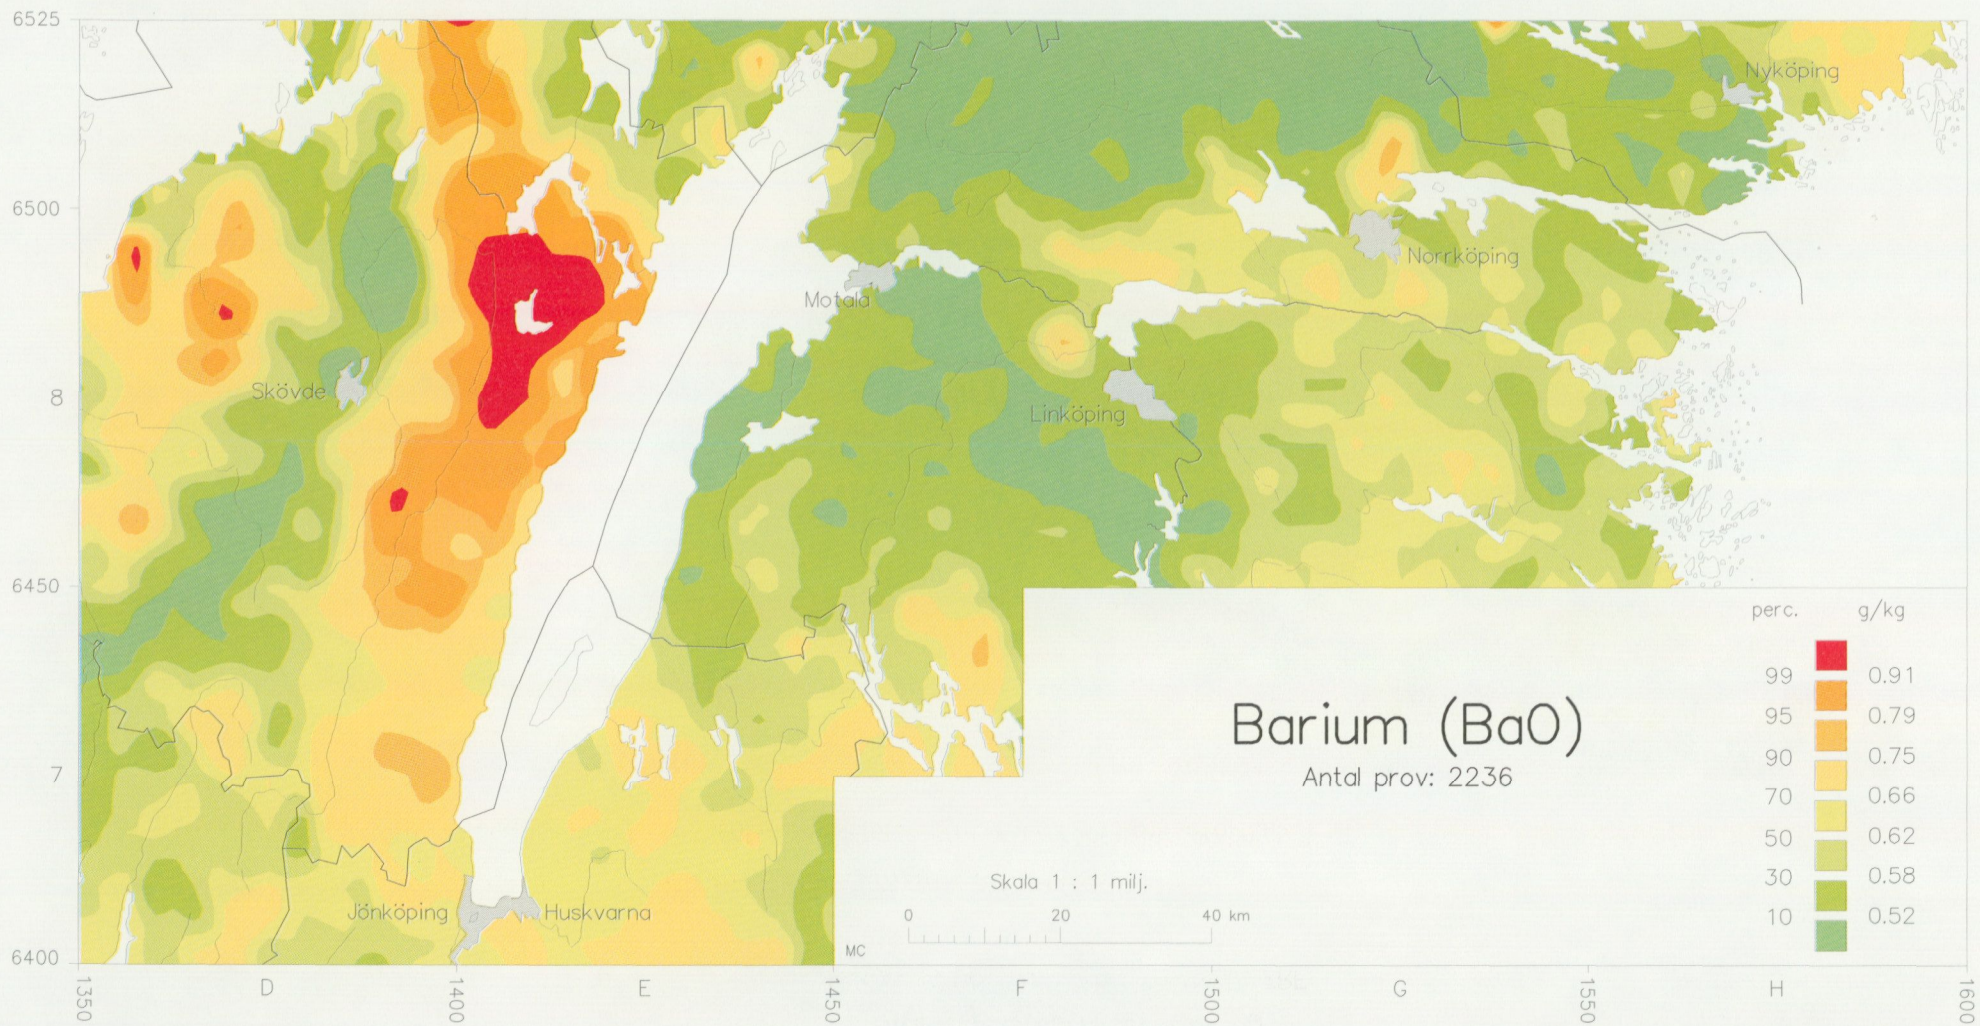 6525
6500
8
6450
7
6400
1350
D
1400
E
1450
F
1500
G
1550
H
1600
Nyköping
Norrköping
Motala
Skövde
Linköping
Jönköping
Huskvarna
Barium (BaO)
Antal prov: 2236
Skala 1 : 1 milj.
0 20 40 km
MC
perc. g/kg
99 0.91
95 0.79
90 0.75
70 0.66
50 0.62
30 0.58
10 0.52